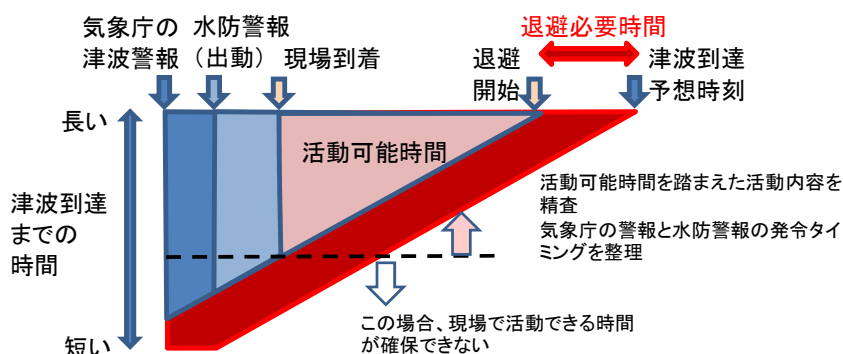 退避必要時間
気象庁の
津波警報
水防警報
（出動）
現場到着
退避
開始
津波到達
予想時刻
長い
活動可能時間
津波到達
までの
時間
活動可能時間を踏まえた活動内容を
精査
気象庁の警報と水防警報の発令タイ
ミングを整理
この場合、現場で活動できる時間
が確保できない
短い